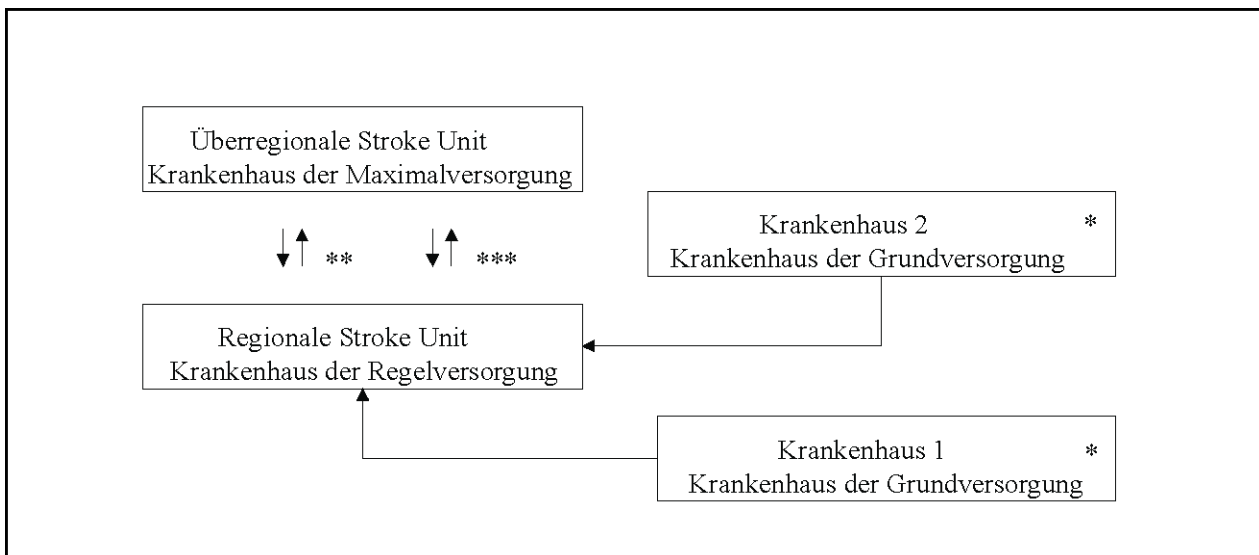 Überregionale Stroke Unit
Krankenhaus der Maximalversorgung
** ***
Krankenhaus 2 *
Krankenhaus der Grundversorgung
Regionale Stroke Unit
Krankenhaus der Regelversorgung
Krankenhaus 1 *
Krankenhaus der Grundversorgung